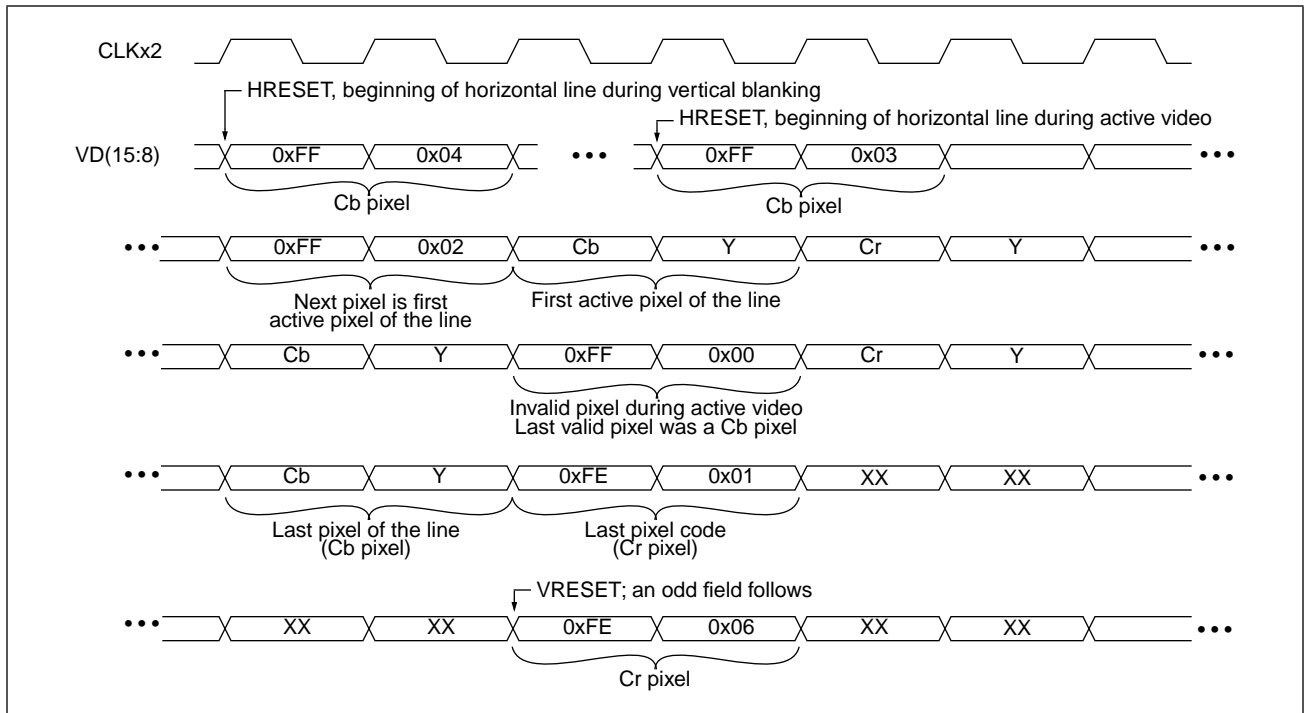 CLKx2
HRESET, beginning of horizontal line during vertical blanking
HRESET, beginning of horizontal line during active video
VD(15:8) 0xFF 0x04 ••• 0xFF 0x03 •••
Cb pixel Cb pixel
••• 0xFF 0x02 Cb Y Cr Y •••
Next pixel is first
active pixel of the line
First active pixel of the line
••• Cb Y 0xFF 0x00 Cr Y •••
Invalid pixel during active video
Last valid pixel was a Cb pixel
••• Cb Y 0xFE 0x01 XX XX •••
Last pixel of the line
(Cb pixel)
Last pixel code
(Cr pixel)
VRESET; an odd field follows
••• XX XX 0xFE 0x06 XX XX •••
Cr pixel